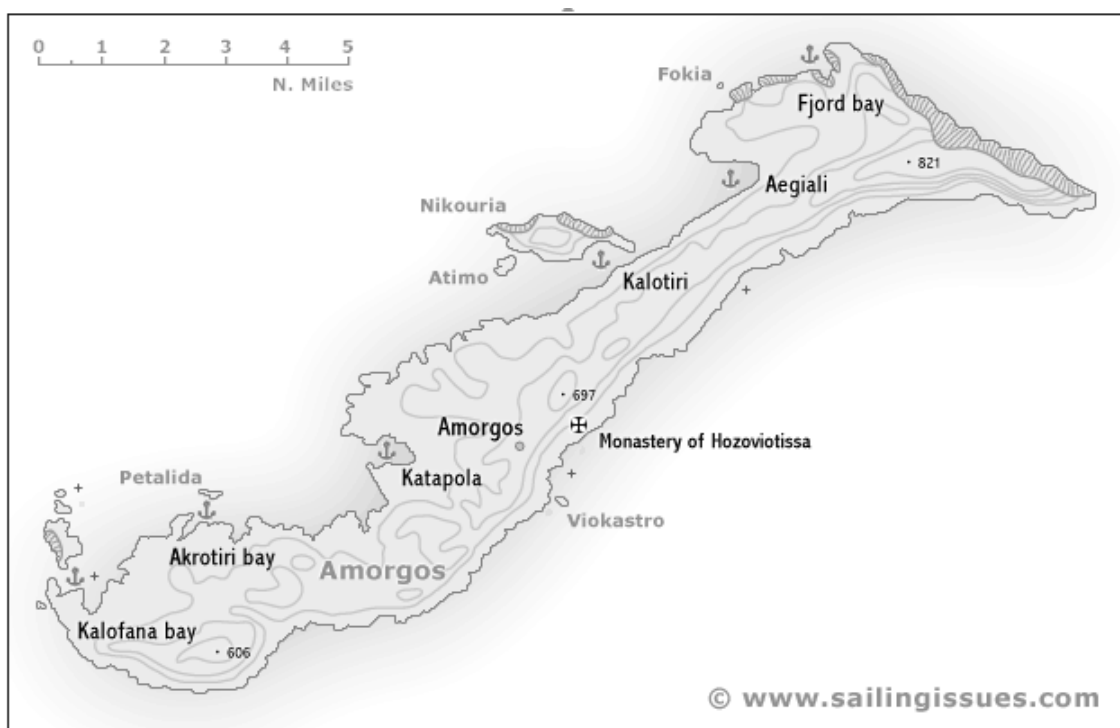 0 1 2 3 4 5
N. Miles
Fokia
Fjord bay
821
Aegiali
Nikouria
Atimo
Kalotiri
697
Amorgos
Monastery of Hozoviotissa
Katapola
Petalida
Viokastro
Akrotiri bay
Amorgos
Kalofana bay
606
© www.sailingissues.com